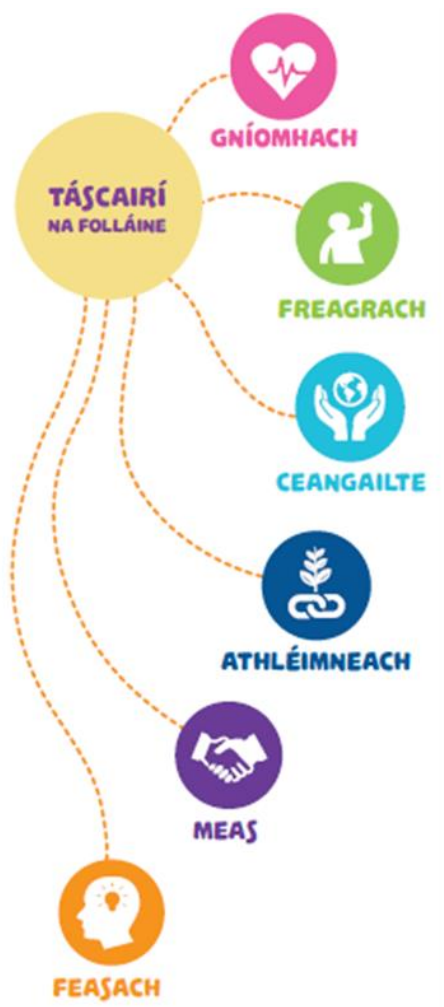 GNÍOMHACH
TÁSCAIRÍ
NA FOLLÁINE
FREAGRACH
CEANGAILTE
ATHLÉIMNEACH
MEAS
FEASACH